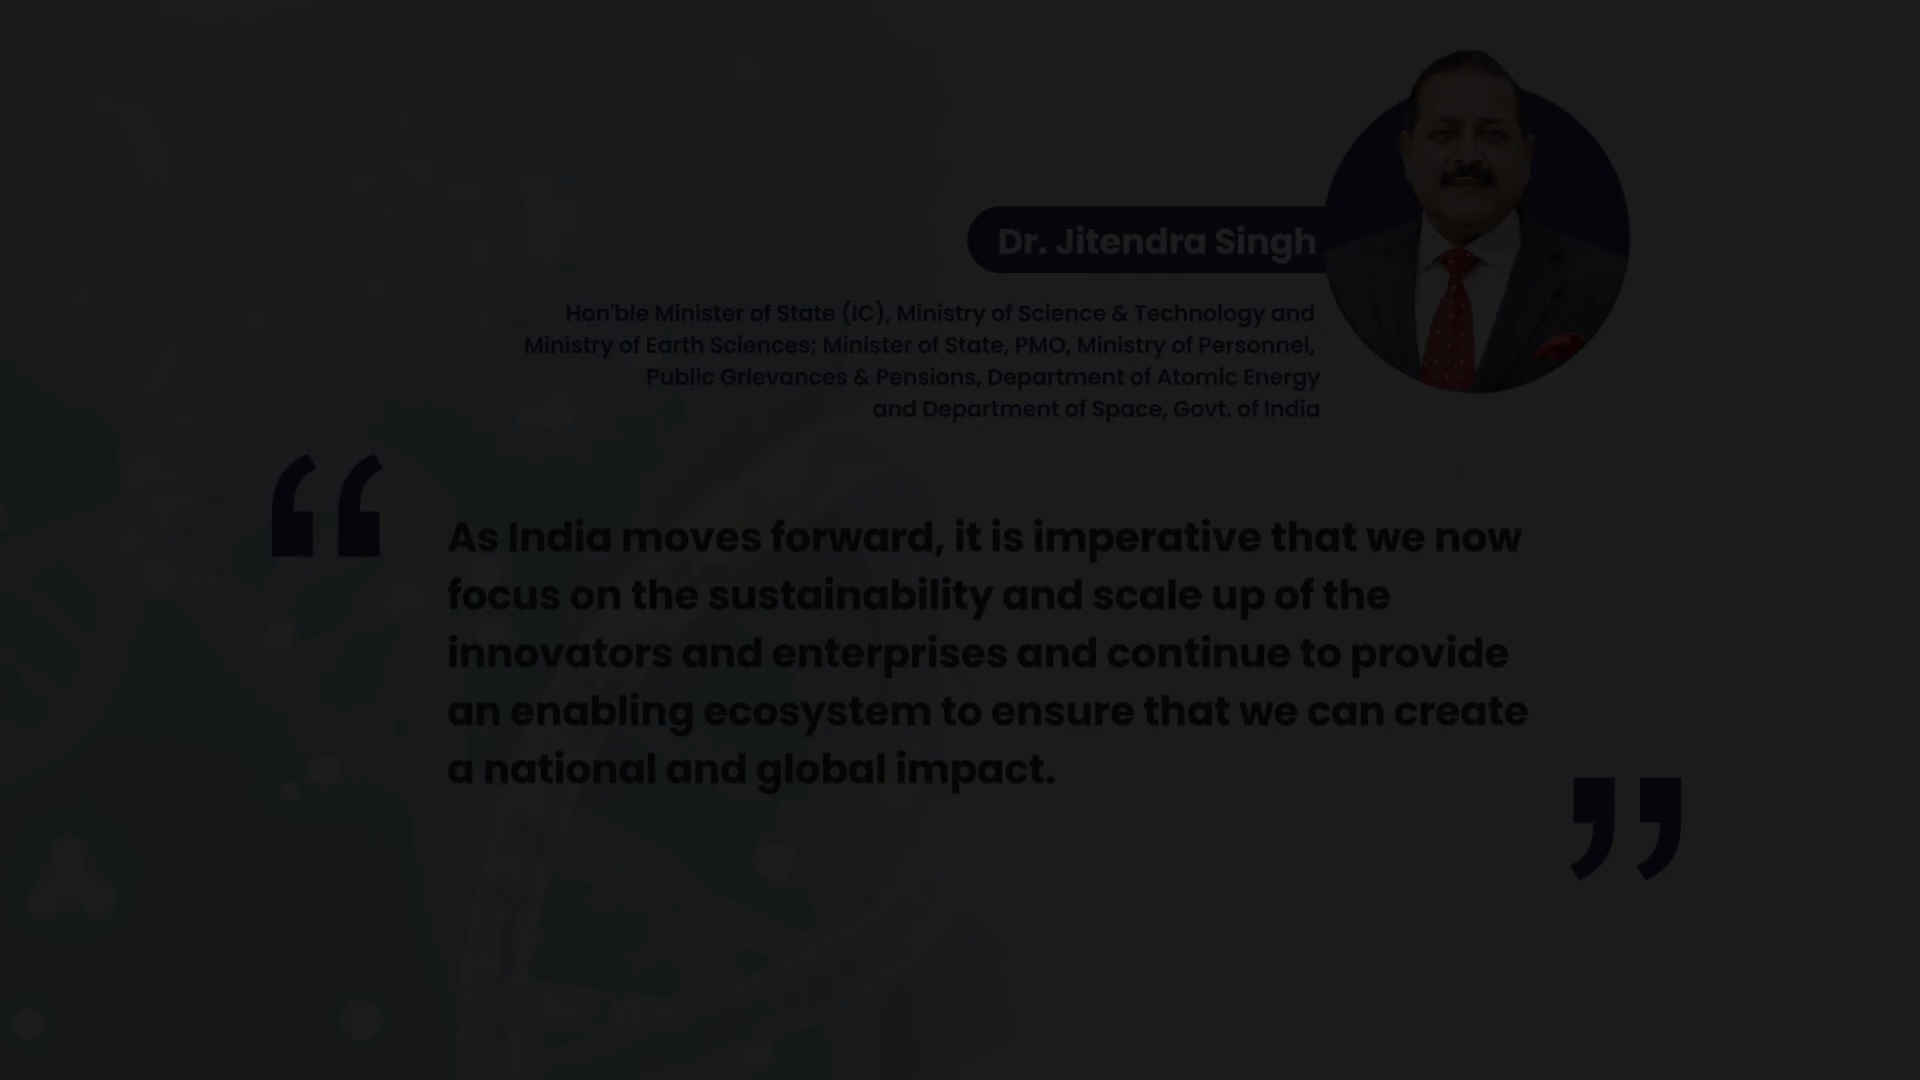 Dr. Jitendra Singh
Hon'ble Minister of State (IC), Ministry of Science & Technology and
Ministry of Earth Sciences; Minister of State, PMO, Ministry of Personnel,
Public Grievances & Pensions, Department of Atomic Energy
and Department of Space, Govt. of India
“
As India moves forward, it is imperative that we now
focus on the sustainability and scale up of the
innovators and enterprises and continue to provide
an enabling ecosystem to ensure that we can create
a national and global impact.
”